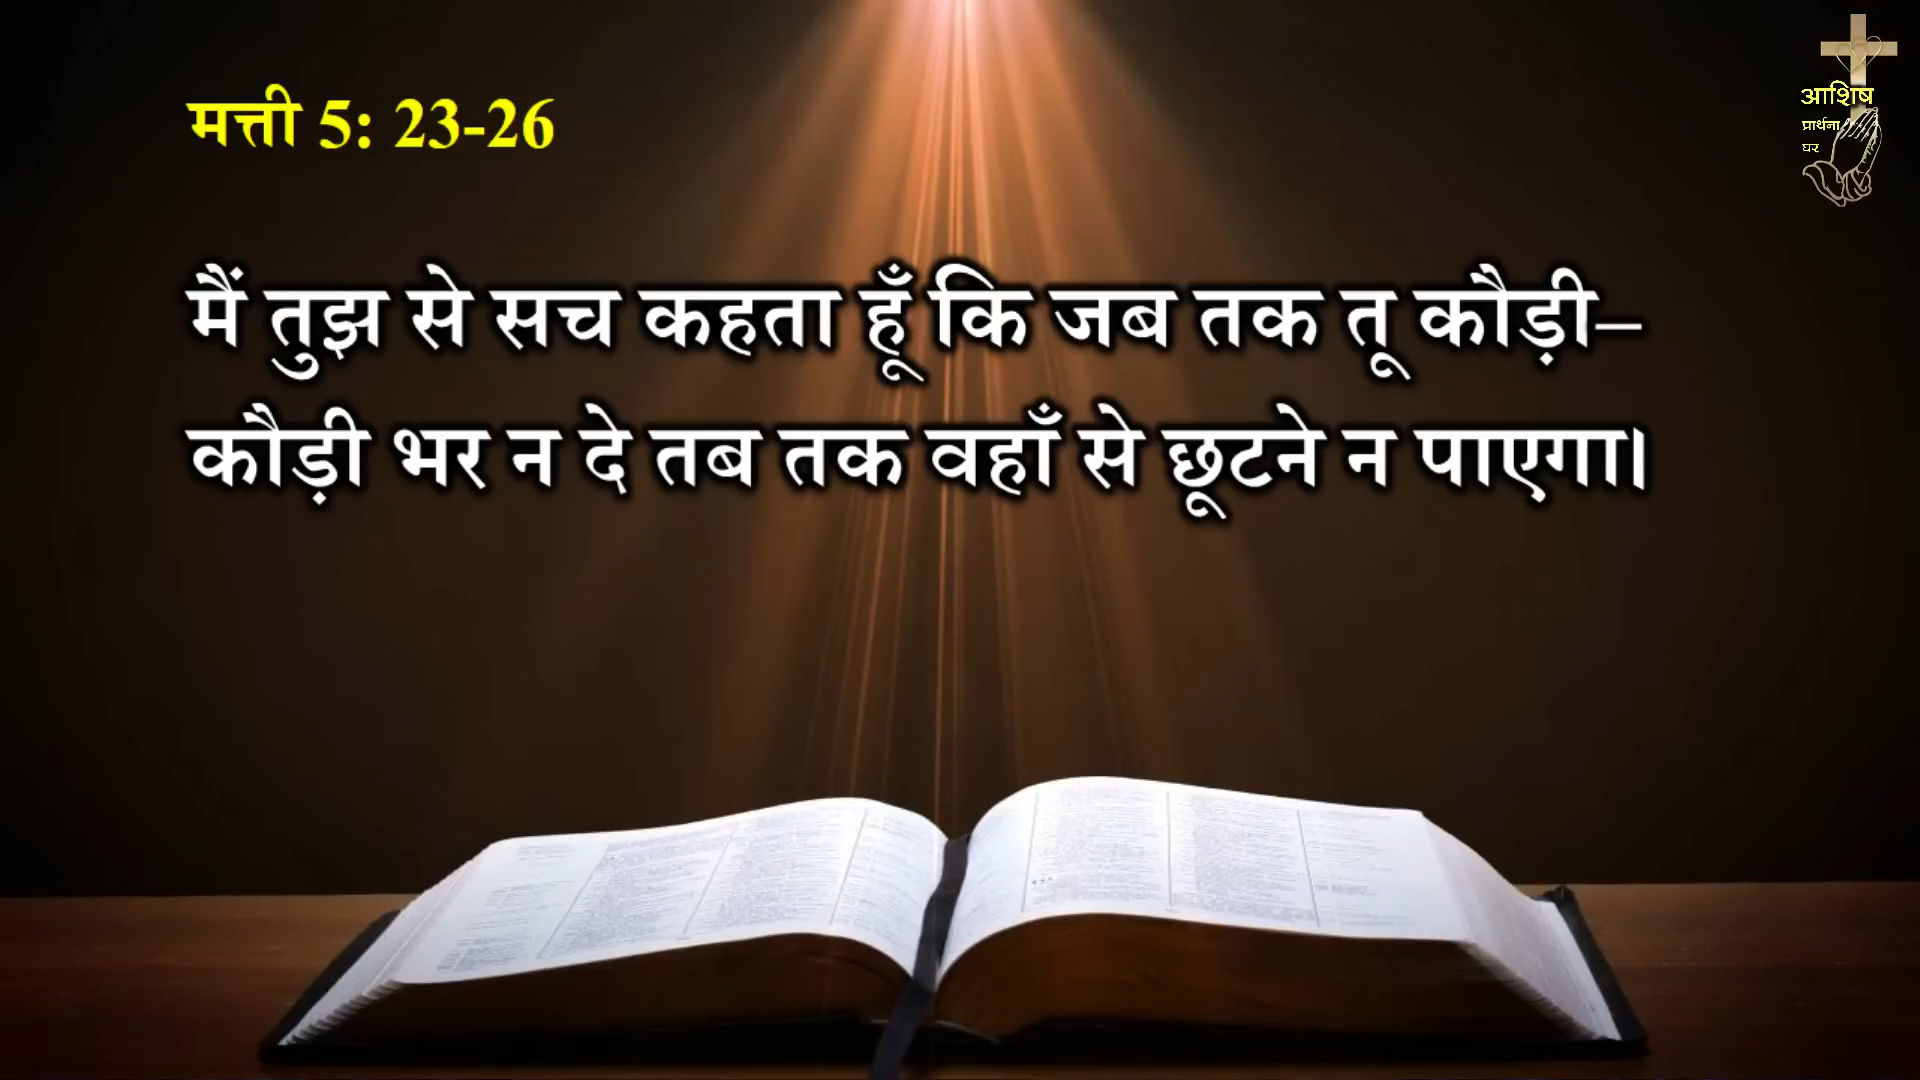 मत्ती 5: 23-26
मैं तुझ से सच कहता हूँ कि जब तक तू कौड़ी–
कौड़ी भर न दे तब तक वहाँ से छूटने न पाएगा।
आशिष
प्रार्थना
घर